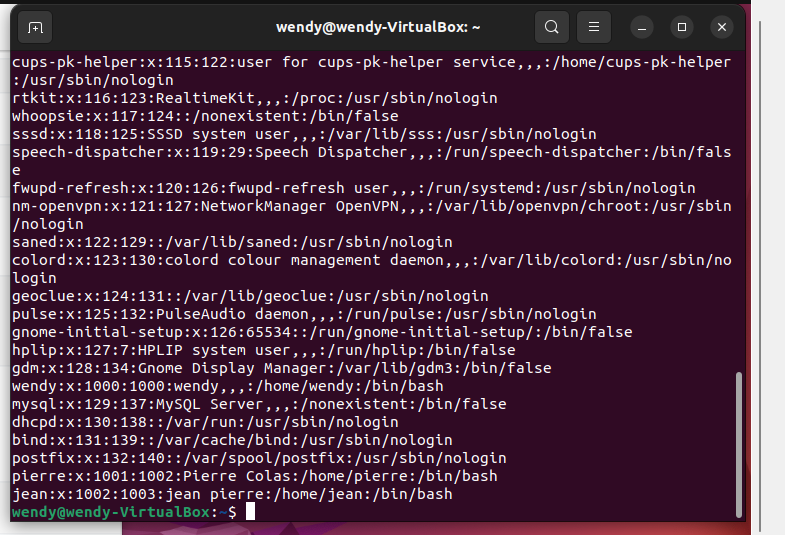 wendy@wendy-VirtualBox: ~
cups-pk-helper:x:115:122:user for cups-pk-helper service,,,:/home/cups-pk-helper
:/usr/sbin/nologin
rtkit:x:116:123:RealtimeKit,,,:/proc:/usr/sbin/nologin
whoopsie:x:117:124::/nonexistent:/bin/false
sssd:x:118:125:SSSD system user,,,:/var/lib/sss:/usr/sbin/nologin
speech-dispatcher:x:119:29:Speech Dispatcher,,,:/run/speech-dispatcher:/bin/fals
e
fwupd-refresh:x:120:126:fwupd-refresh user,,,:/run/systemd:/usr/sbin/nologin
nm-openvpn:x:121:127:NetworkManager OpenVPN,,,:/var/lib/openvpn/chroot:/usr/sbin
/nologin
saned:x:122:129::/var/lib/saned:/usr/sbin/nologin
colord:x:123:130:colord colour management daemon,,,:/var/lib/colord:/usr/sbin/no
login
geoclue:x:124:131::/var/lib/geoclue:/usr/sbin/nologin
pulse:x:125:132:PulseAudio daemon,,,:/run/pulse:/usr/sbin/nologin
gnome-initial-setup:x:126:65534::/run/gnome-initial-setup/:/bin/false
hplip:x:127:7:HPLIP system user,,,:/run/hplip:/bin/false
gdm:x:128:134:Gnome Display Manager:/var/lib/gdm3:/bin/false
wendy:x:1000:1000:wendy,,,:/home/wendy:/bin/bash
mysql:x:129:137:MySQL Server,,,:/nonexistent:/bin/false
dhcpd:x:130:138::/var/run:/usr/sbin/nologin
bind:x:131:139::/var/cache/bind:/usr/sbin/nologin
postfix:x:132:140::/var/spool/postfix:/usr/sbin/nologin
pierre:x:1001:1002:Pierre Colas:/home/pierre:/bin/bash
jean:x:1002:1003:jean pierre:/home/jean:/bin/bash
wendy@wendy-VirtualBox:~$